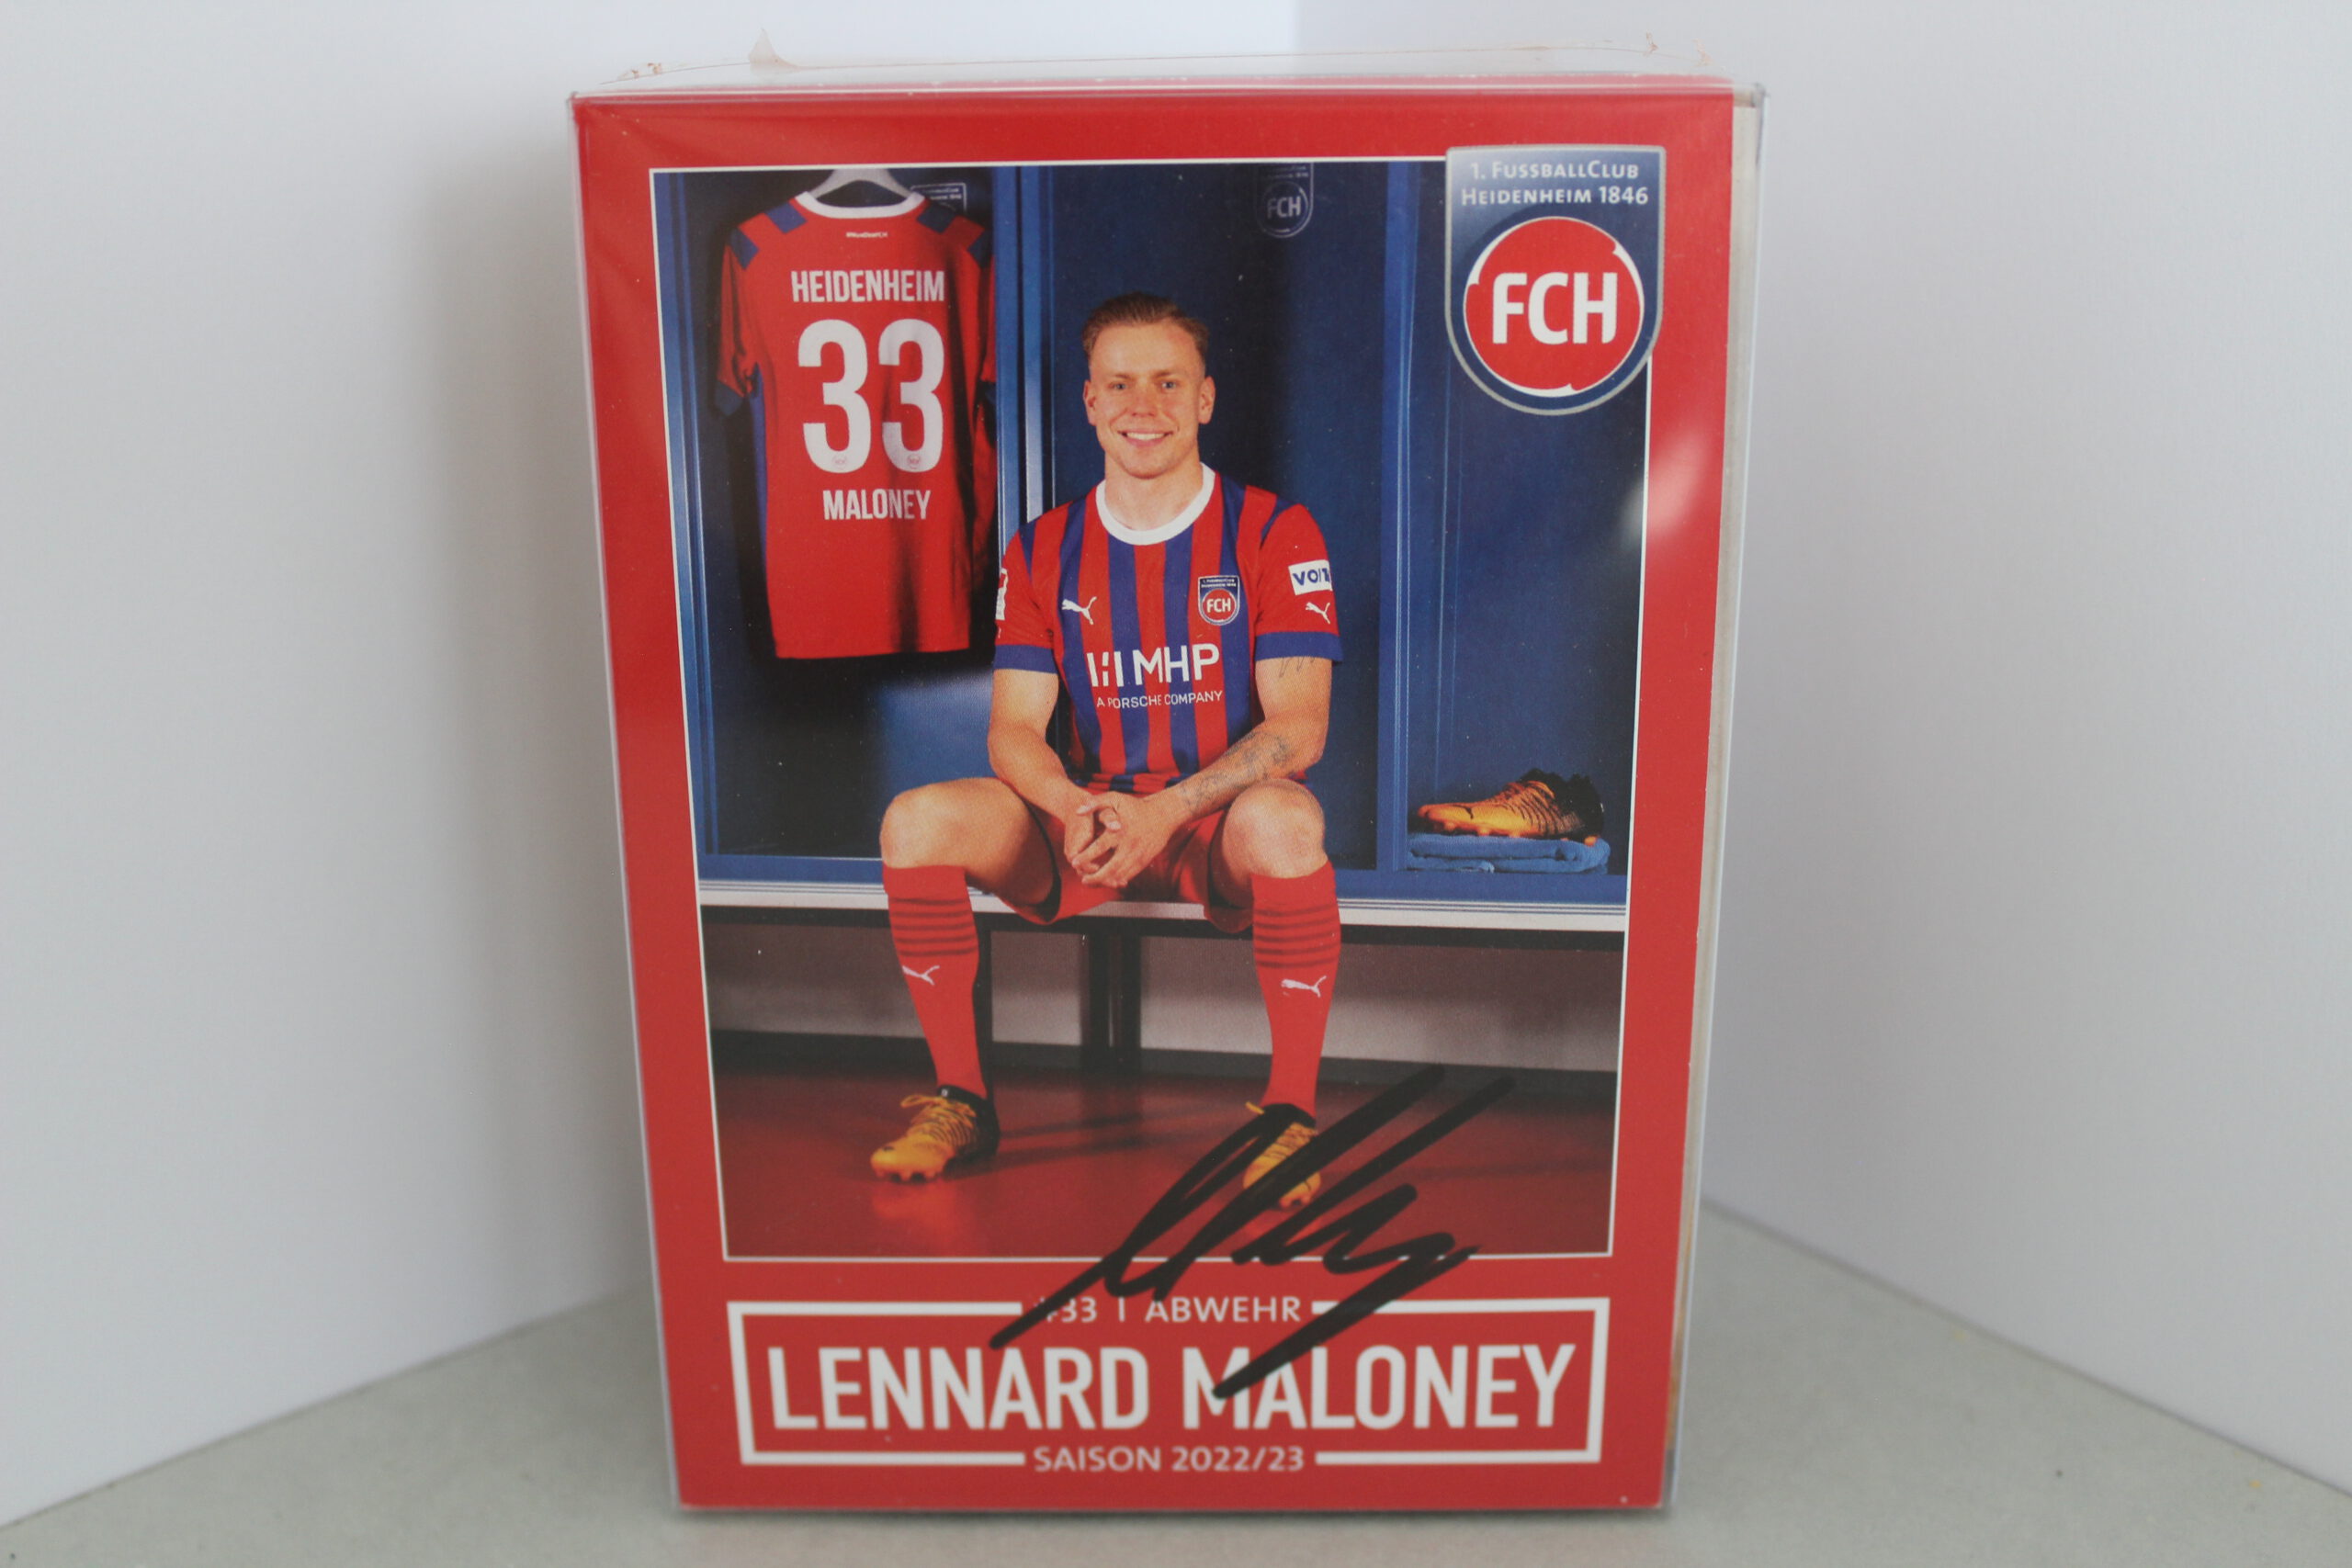 1. FUSSBALLCLUB
HEIDENHEIM 1846
FCH
FCH
HEIDENHEIM
33
MALONEY
FCH
MHP
A PORSCHE COMPANY
#33 | ABWEHR
LENNARD MALONEY
SAISON 2022/23